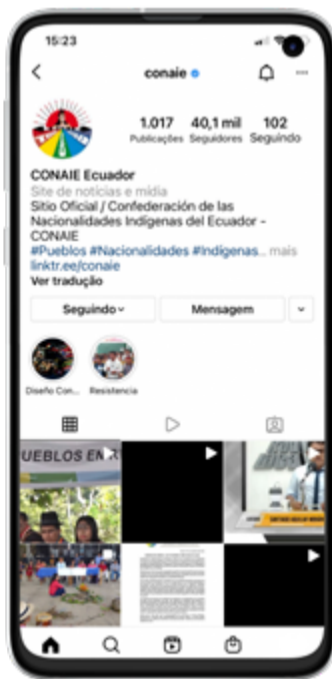 15:23
conaie
1.017 40,1 mil 102
Publicações Seguidores Seguindo
CONAIE Ecuador
Site de notícias e mídia
Sitio Oficial / Confederación de las
Nacionalidades Indígenas del Ecuador -
CONAIE
#Pueblos #Nacionalidades #Indígenas... mais
linktr.ee/conaie
Ver tradução
Seguindo Mensagem
Diseño Con... Resistencia
UEBLOS EN